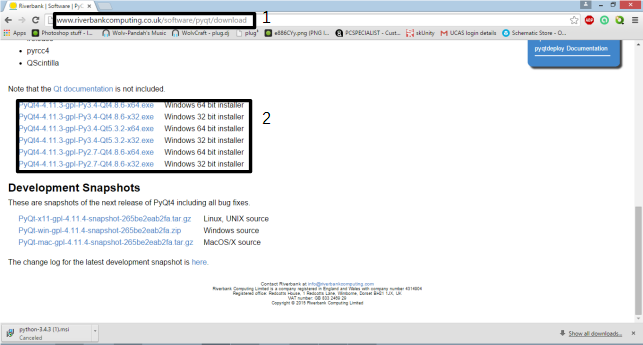 Riverbank | Software | PyQ
www.riverbankcomputing.co.uk/software/pyqt/download
1
Apps Photoshop stuff - I... Wolv-Pandah's Music WolvCraft - plug.dj plug e886CYy.png (PNG I... PCSPECIALIST - Cust... skUnity M UCAS login details Schematic Store - O...
pyrcc4
QScintilla
pyqtdeploy Documentation
Note that the Qt documentation is not included.
PyQt4-4.11.3-gpl-Py3.4-Qt4.8.6-x64.exe Windows 64 bit installer
PyQt4-4.11.3-gpl-Py3.4-Qt4.8.6-x32.exe Windows 32 bit installer
PyQt4-4.11.3-gpl-Py3.4-Qt5.3.2-x64.exe Windows 64 bit installer
PyQt4-4.11.3-gpl-Py3.4-Qt5.3.2-x32.exe Windows 32 bit installer
PyQt4-4.11.3-gpl-Py2.7-Qt4.8.6-x64.exe Windows 64 bit installer
PyQt4-4.11.3-gpl-Py2.7-Qt4.8.6-x32.exe Windows 32 bit installer
2
Development Snapshots
These are snapshots of the next release of PyQt4 including all bug fixes.
PyQt-x11-gpl-4.11.4-snapshot-265be2eab2fa.tar.gz Linux, UNIX source
PyQt-win-gpl-4.11.4-snapshot-265be2eab2fa.zip Windows source
PyQt-mac-gpl-4.11.4-snapshot-265be2eab2fa.tar.gz MacOS/X source
The change log for the latest development snapshot is here.
Contact Riverbank at info@riverbankcomputing.com
Riverbank Computing Limited is a company registered in England and Wales with company number
Registered office: Redcotts House, 1 Redcotts Lane, Wimborne, Dorset BH21 1JX, UK
VAT number: GB 803 2469 29
Copyright © 2015 Riverbank Computing Limited
python-3.4.3 (1).msi
Canceled
Show all downloads...